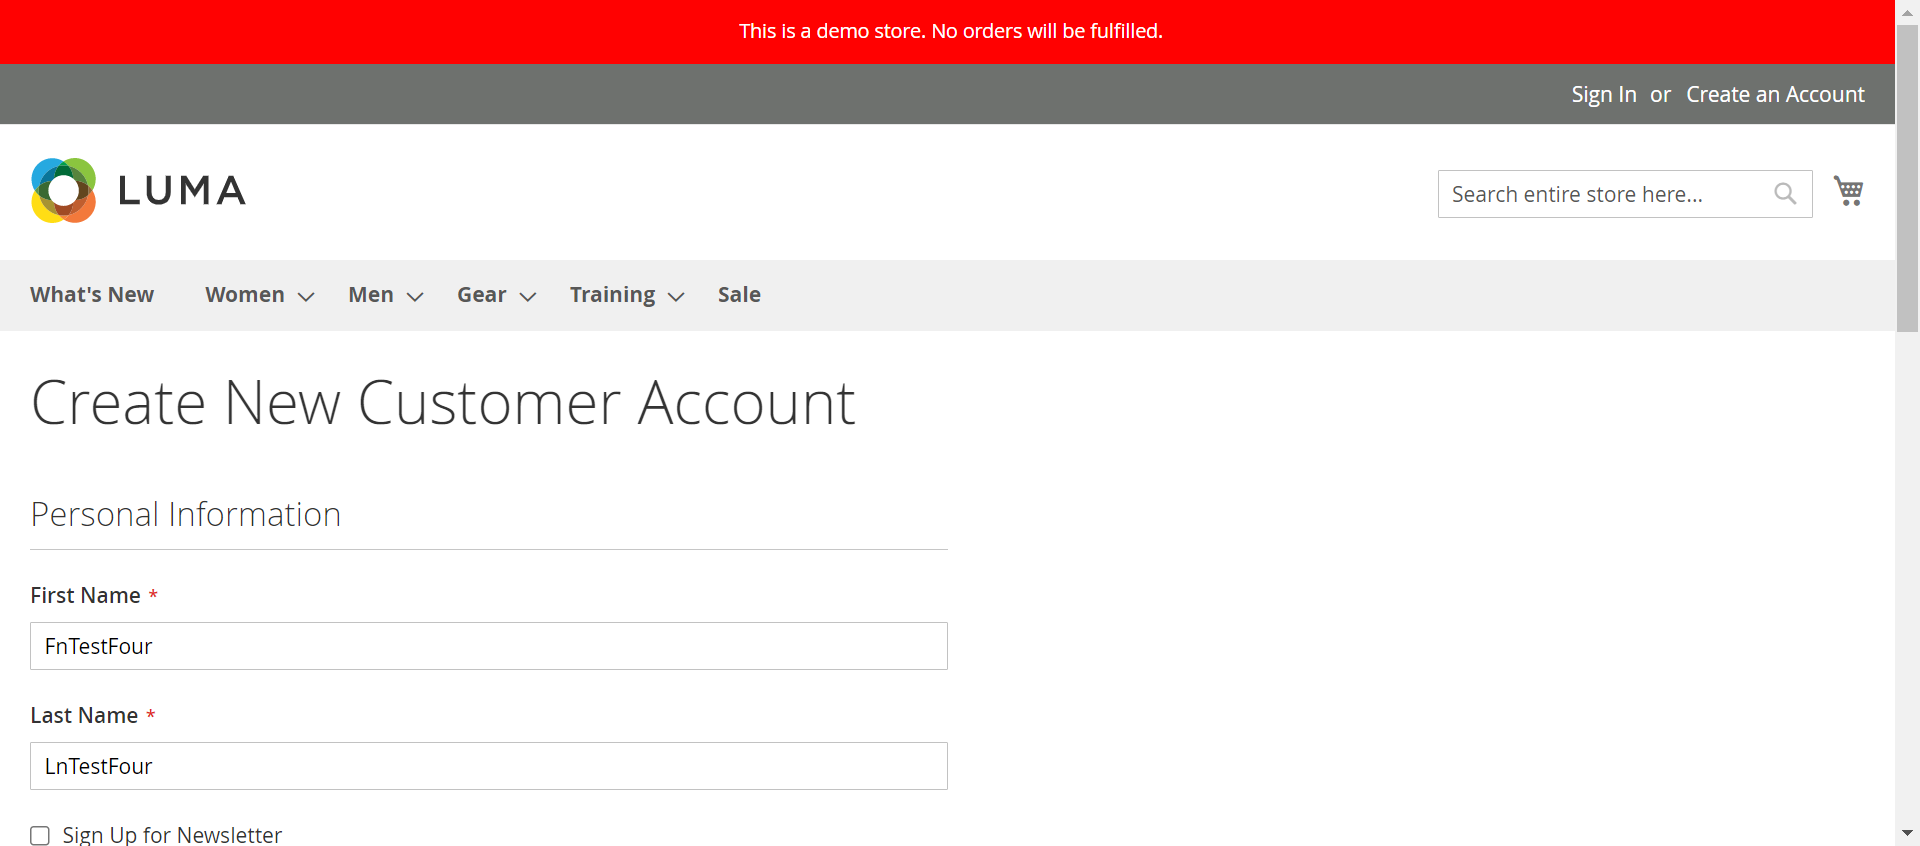 This is a demo store. No orders will be fulfilled.
Sign In or Create an Account
LUMA
Search entire store here...
What's New Women Men Gear Training Sale
Create New Customer Account
Personal Information
First Name *
FnTestFour
Last Name *
LnTestFour
Sign Up for Newsletter